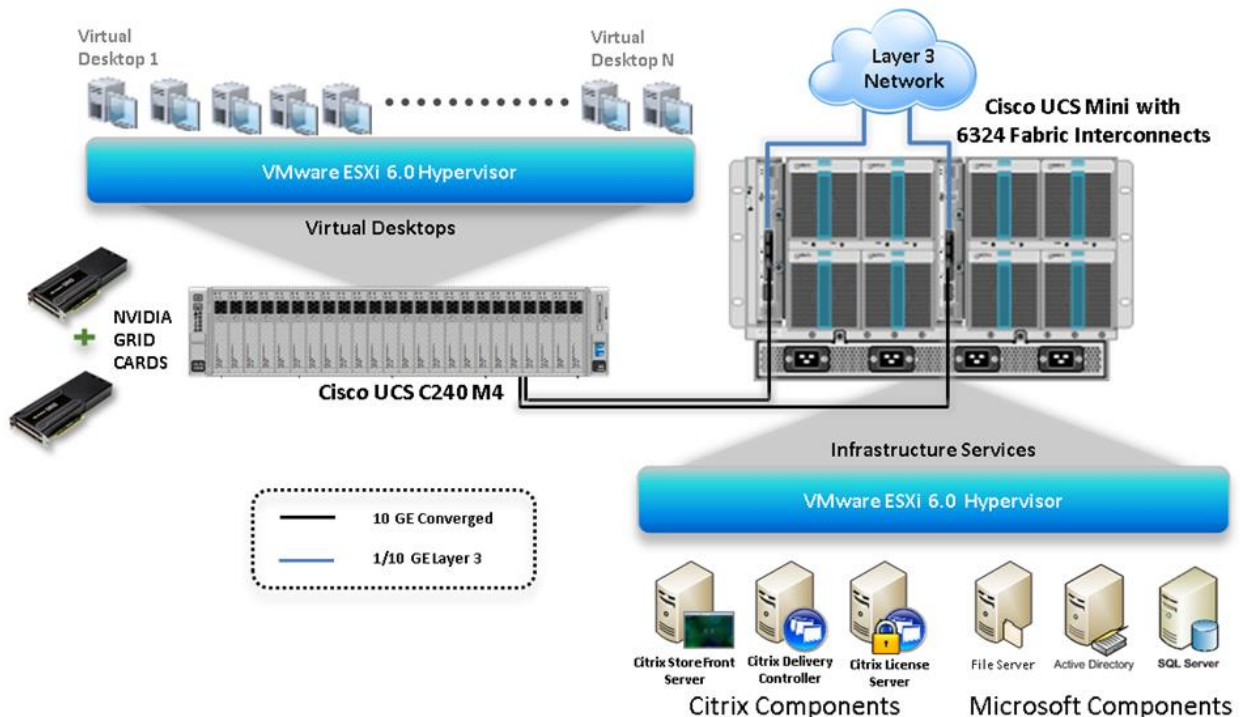 Virtual
Desktop 1
Virtual
Desktop N
Layer 3
Network
Cisco UCS Mini with
6324 Fabric Interconnects
VMware ESXi 6.0 Hypervisor
Virtual Desktops
NVIDIA
GRID
CARDS
Cisco UCS C240 M4
Infrastructure Services
VMware ESXi 6.0 Hypervisor
10 GE Converged
1/10 GE Layer 3
Citrix StoreFront
Server
Citrix Delivery
Controller
Citrix License
Server
File Server
Active Directory
SQL Server
Citrix Components
Microsoft Components